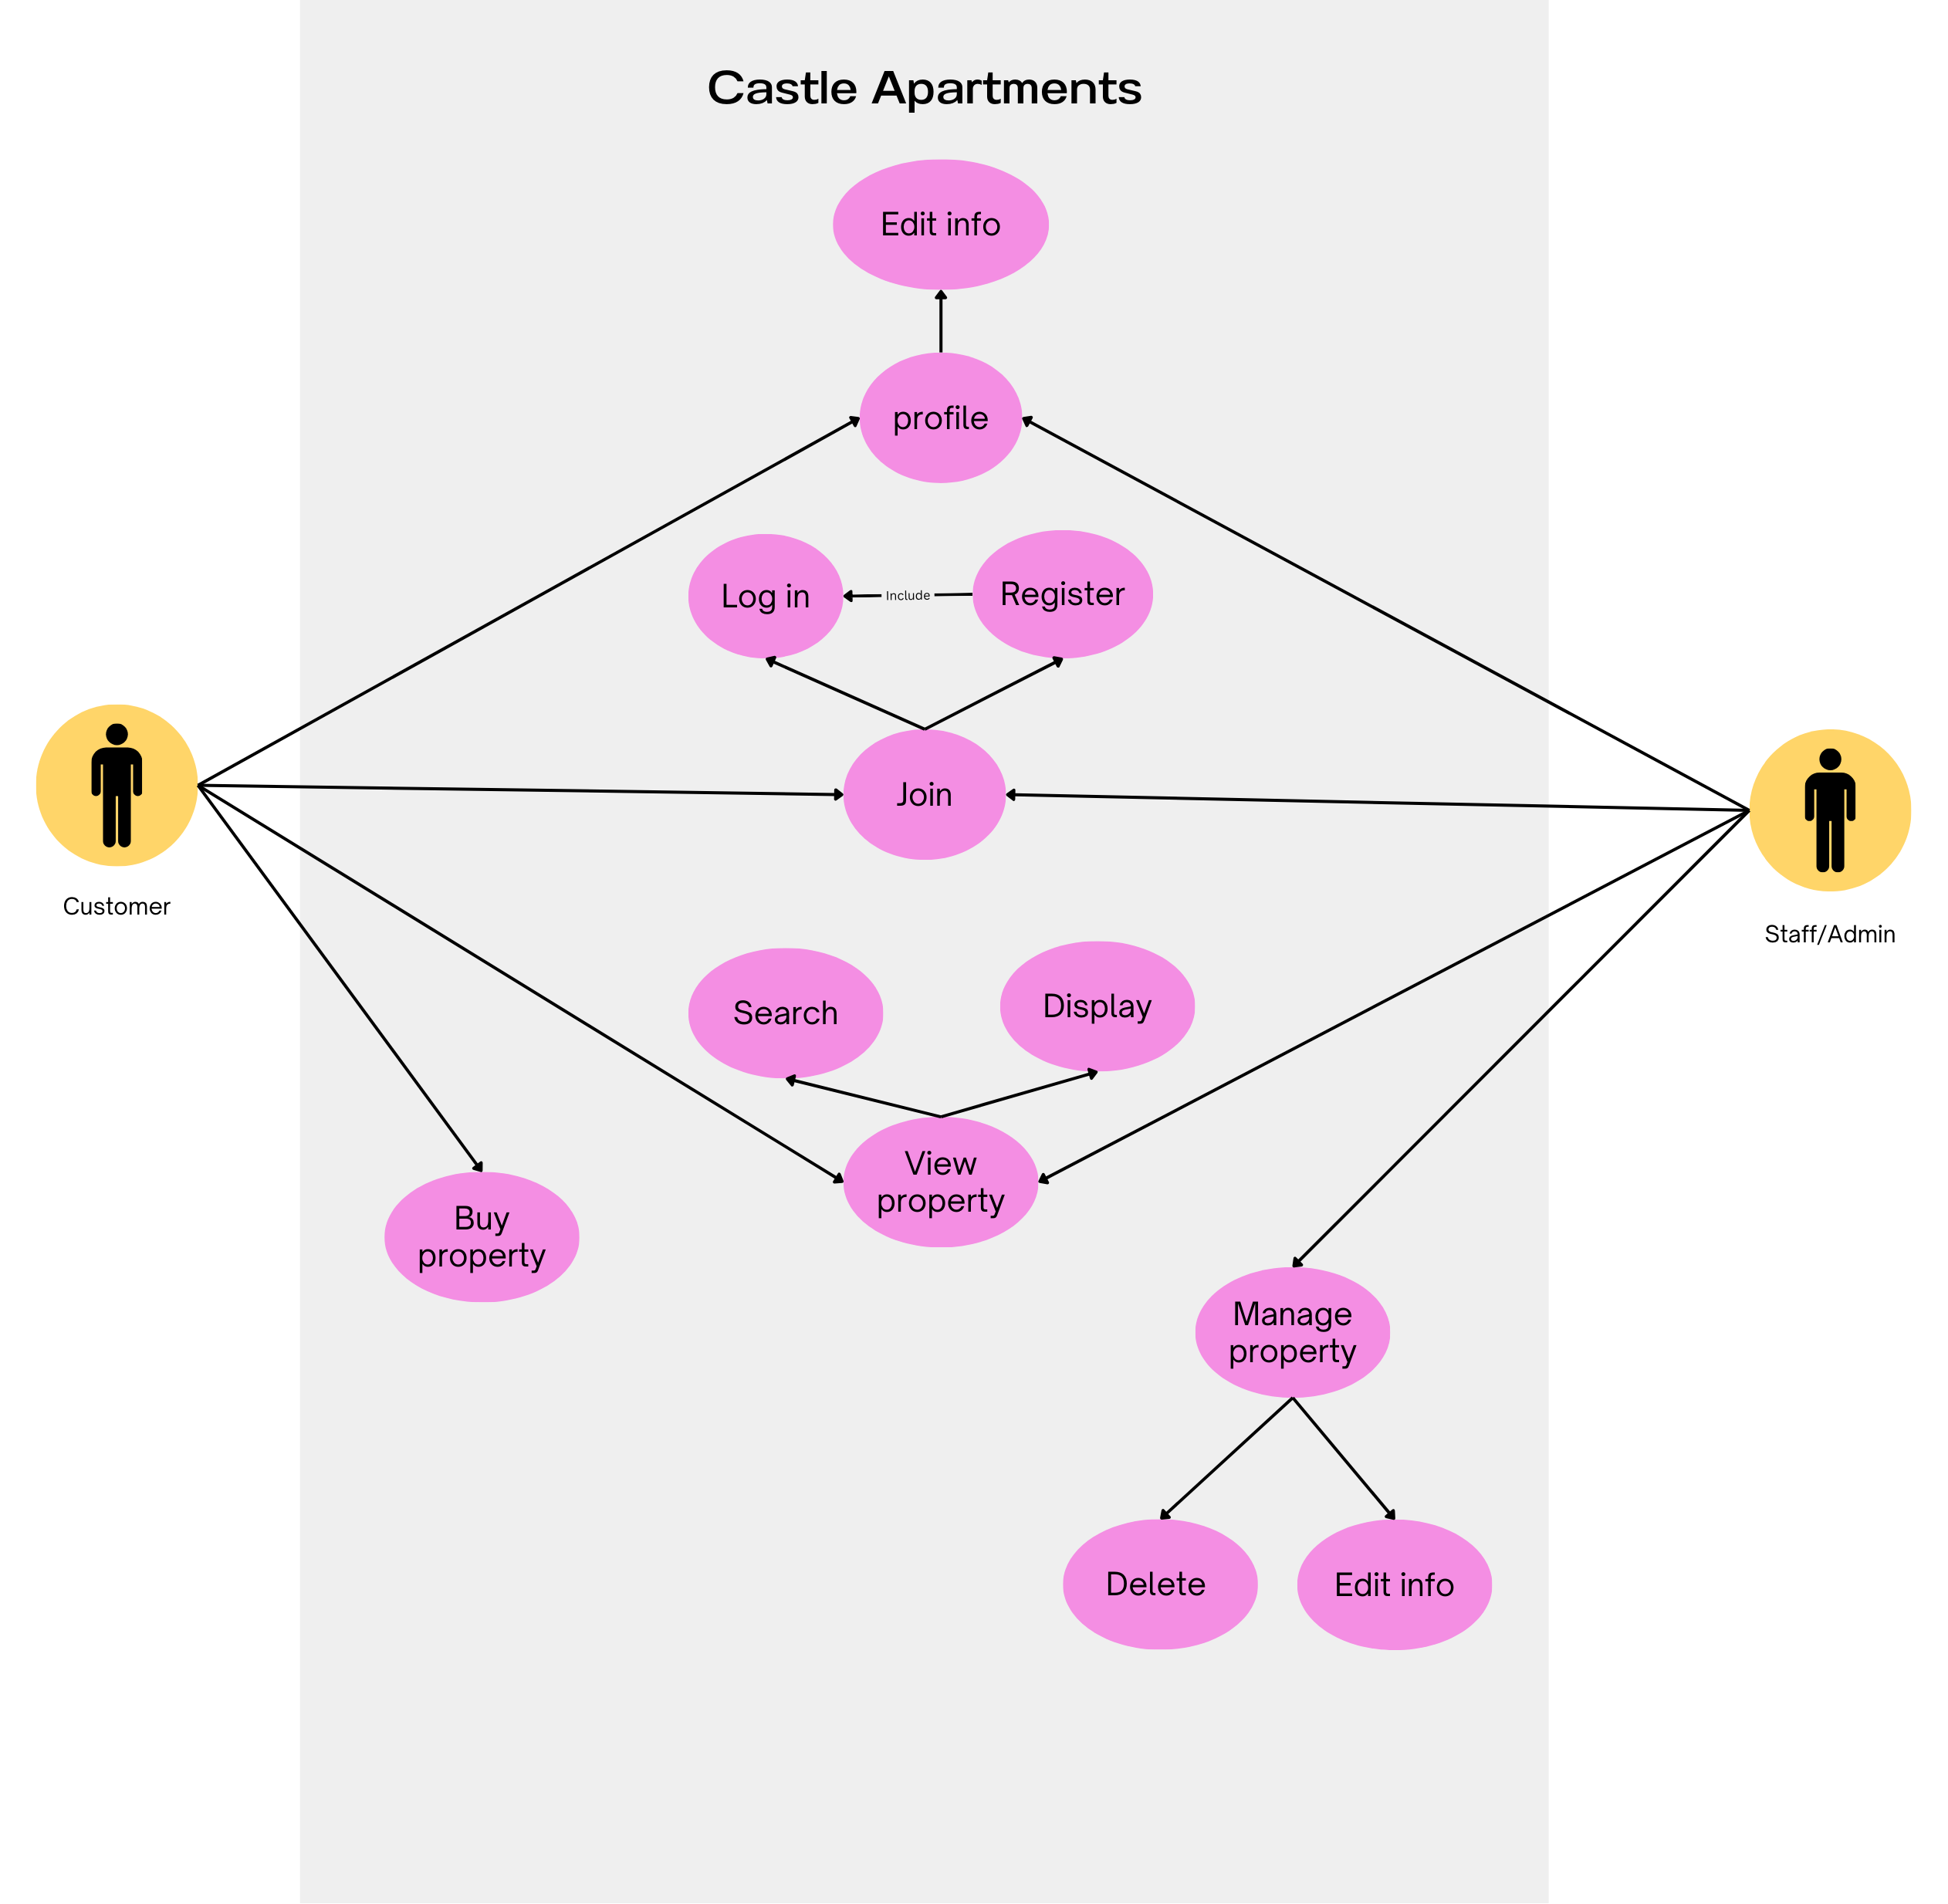 Castle Apartments
Edit info
profile
Log in
Include
Register
Join
Customer
Staff/Admin
Search
Display
View
property
Buy
property
Manage
property
Delete
Edit info